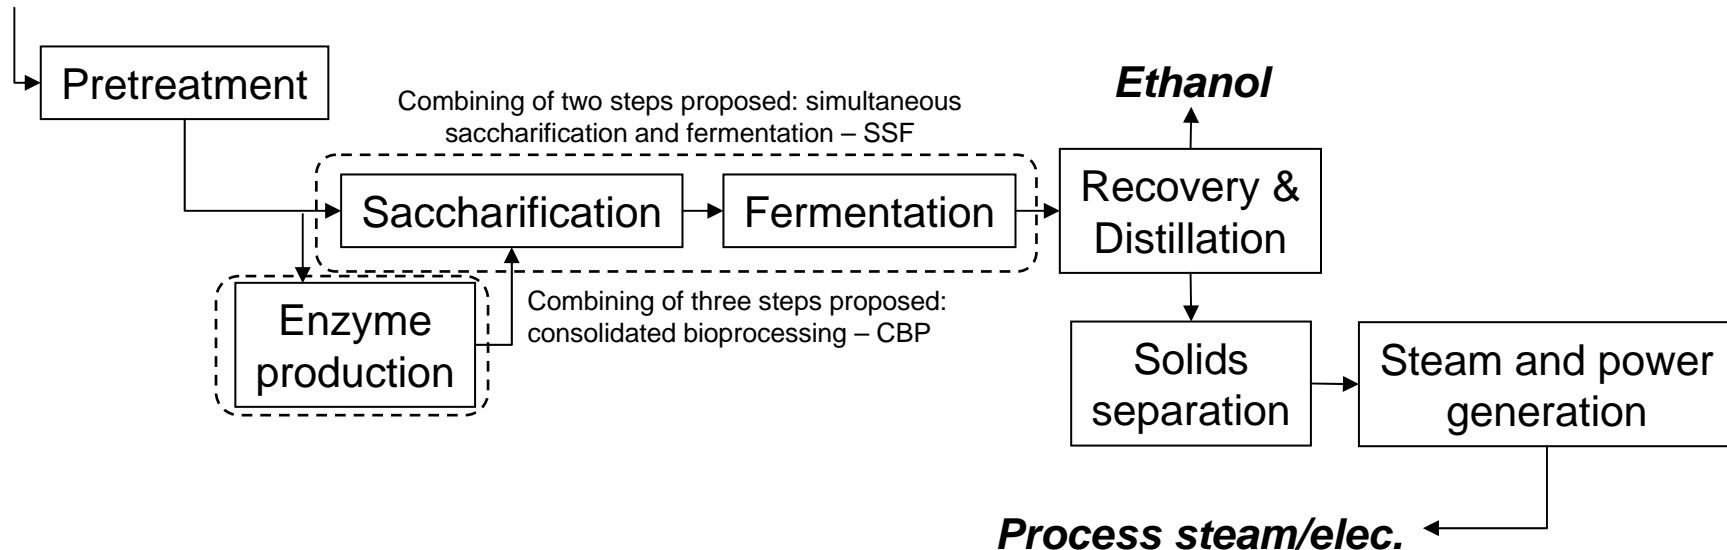 Pretreatment
Combining of two steps proposed: simultaneous
saccharification and fermentation – SSF
Ethanol
Saccharification
Fermentation
Recovery &
Distillation
Enzyme
production
Combining of three steps proposed:
consolidated bioprocessing – CBP
Solids
separation
Steam and power
generation
Process steam/elec.